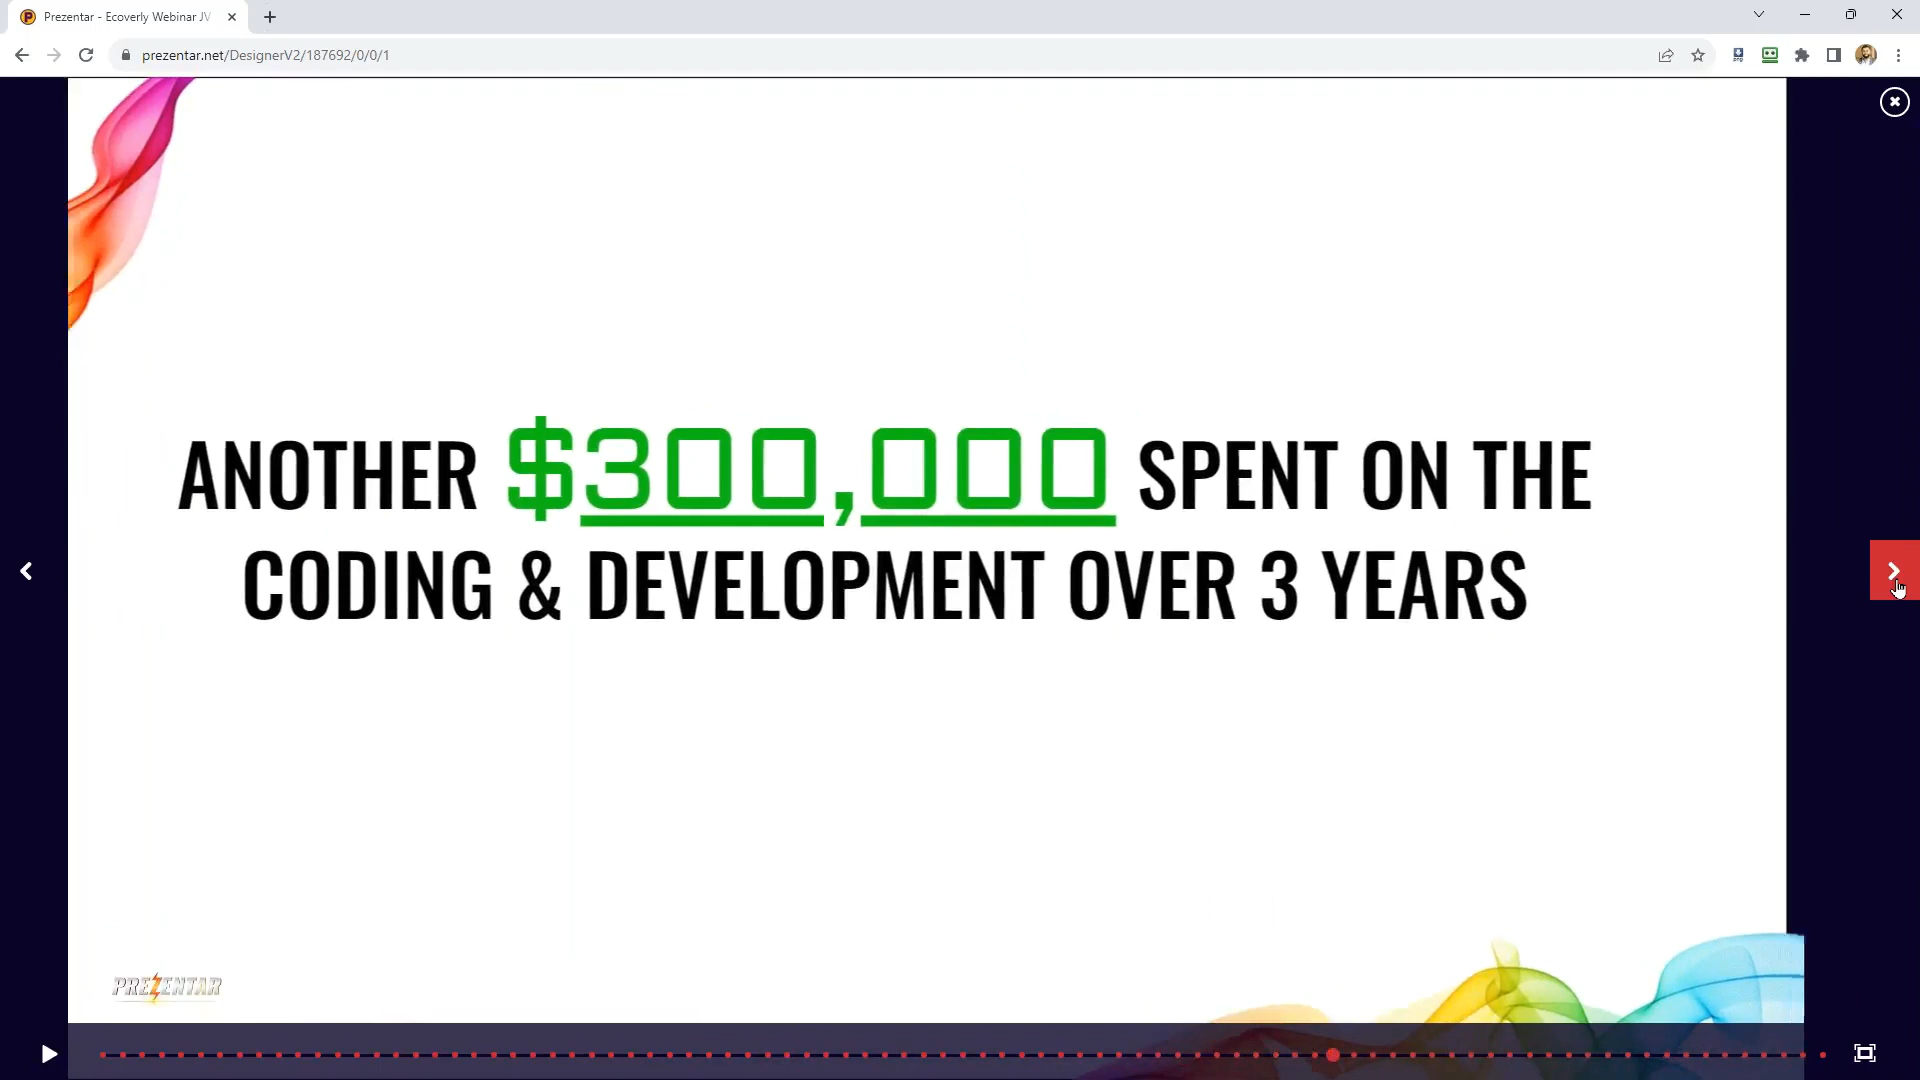 Prezentar - Ecoverly Webinar JV
prezentar.net/DesignerV2/187692/0/0/1
ANOTHER $300,000 SPENT ON THE
CODING & DEVELOPMENT OVER 3 YEARS
PREZENTAR